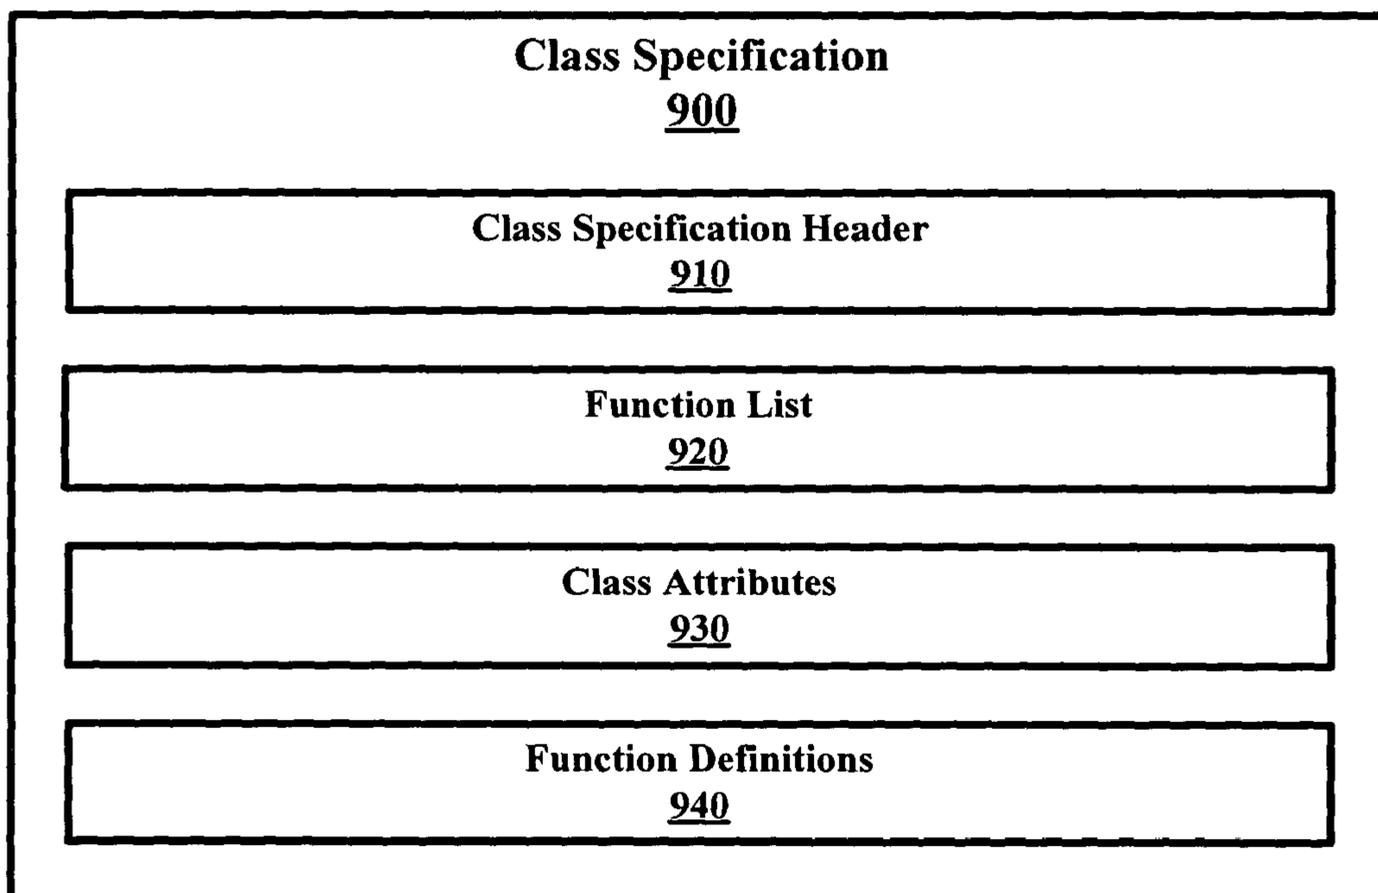 Class Specification
900
Class Specification Header
910
Function List
920
Class Attributes
930
Function Definitions
940